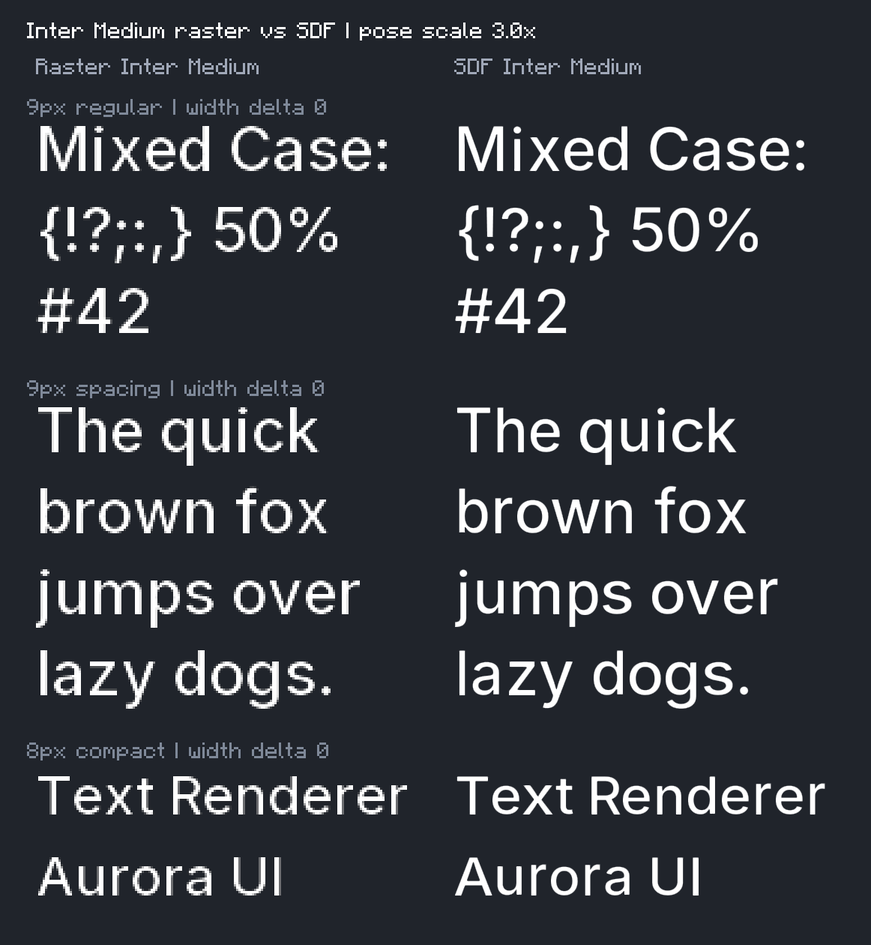 Inter Medium raster vs SDF | pose scale 3.0x
Raster Inter Medium
SDF Inter Medium
9px regular | width delta 0
Mixed Case:
{!?;:,} 50%
#42
Mixed Case:
{!?;:,} 50%
#42
9px spacing | width delta 0
The quick
brown fox
jumps over
lazy dogs.
The quick
brown fox
jumps over
lazy dogs.
8px compact | width delta 0
Text Renderer
Aurora UI
Text Renderer
Aurora UI